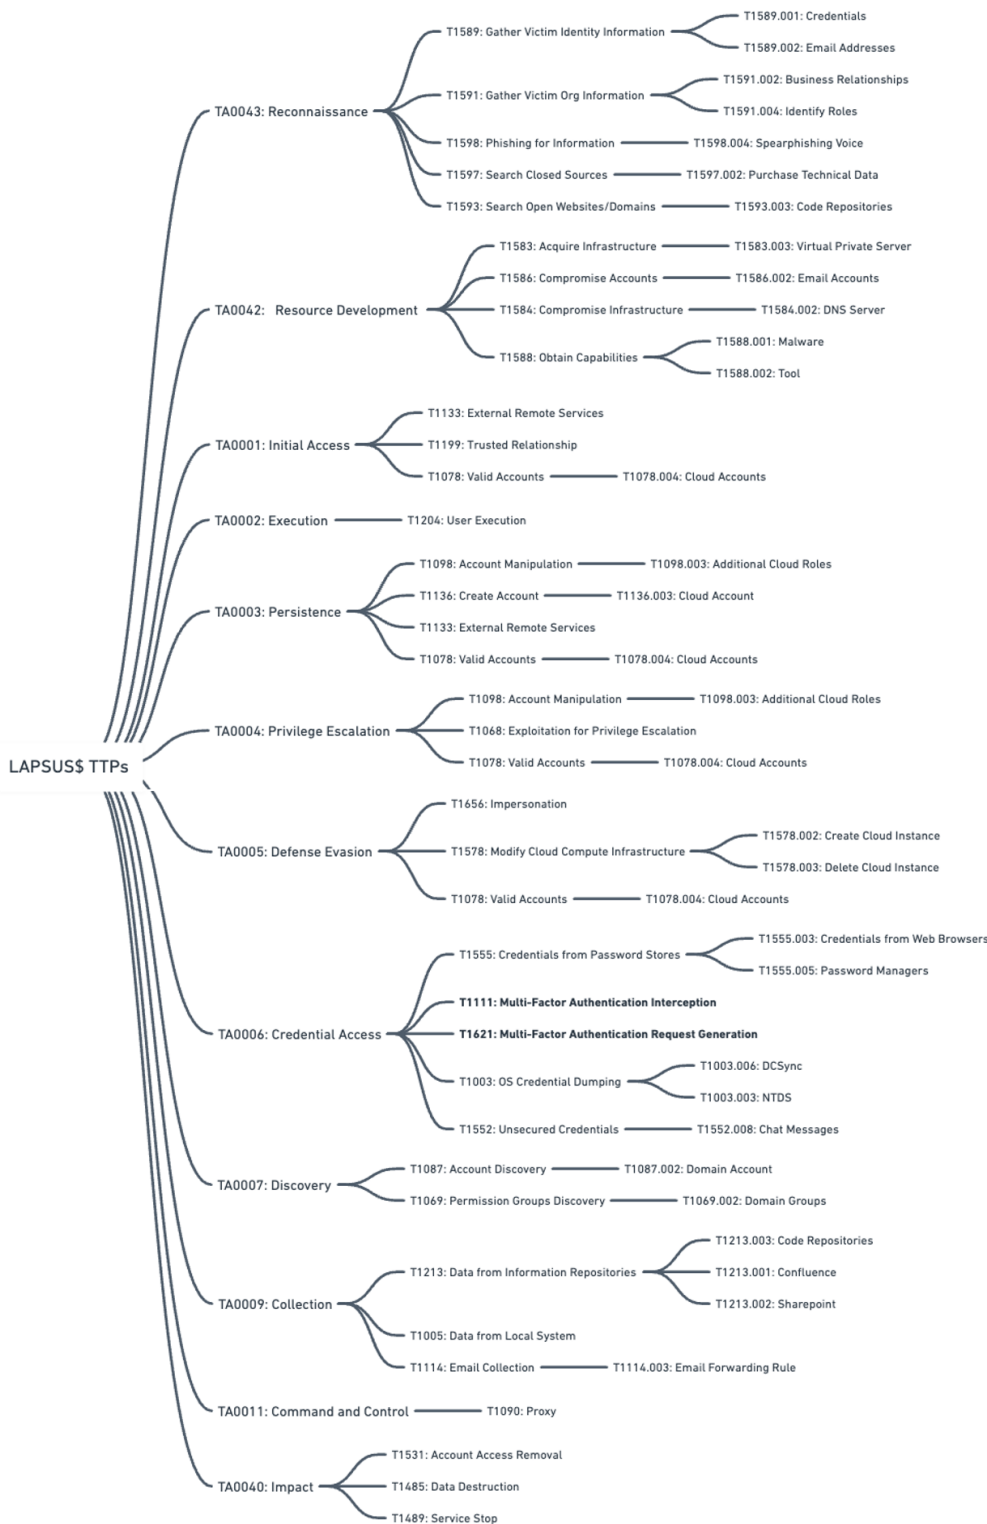 LAPSUS$ TTPs
TA0043: Reconnaissance
T1589: Gather Victim Identity Information
T1589.001: Credentials
T1589.002: Email Addresses
T1591: Gather Victim Org Information
T1591.002: Business Relationships
T1591.004: Identify Roles
T1598: Phishing for Information
T1598.004: Spearphishing Voice
T1597: Search Closed Sources
T1597.002: Purchase Technical Data
T1593: Search Open Websites/Domains
T1593.003: Code Repositories
TA0042: Resource Development
T1583: Acquire Infrastructure
T1583.003: Virtual Private Server
T1586: Compromise Accounts
T1586.002: Email Accounts
T1584: Compromise Infrastructure
T1584.002: DNS Server
T1588: Obtain Capabilities
T1588.001: Malware
T1588.002: Tool
TA0001: Initial Access
T1133: External Remote Services
T1199: Trusted Relationship
T1078: Valid Accounts
T1078.004: Cloud Accounts
TA0002: Execution
T1204: User Execution
TA0003: Persistence
T1098: Account Manipulation
T1098.003: Additional Cloud Roles
T1136: Create Account
T1136.003: Cloud Account
T1133: External Remote Services
T1078: Valid Accounts
T1078.004: Cloud Accounts
TA0004: Privilege Escalation
T1098: Account Manipulation
T1098.003: Additional Cloud Roles
T1068: Exploitation for Privilege Escalation
T1078: Valid Accounts
T1078.004: Cloud Accounts
TA0005: Defense Evasion
T1656: Impersonation
T1578: Modify Cloud Compute Infrastructure
T1578.002: Create Cloud Instance
T1578.003: Delete Cloud Instance
T1078: Valid Accounts
T1078.004: Cloud Accounts
TA0006: Credential Access
T1555: Credentials from Password Stores
T1555.003: Credentials from Web Browsers
T1555.005: Password Managers
T1111: Multi-Factor Authentication Interception
T1621: Multi-Factor Authentication Request Generation
T1003: OS Credential Dumping
T1003.006: DCSync
T1003.003: NTDS
T1552: Unsecured Credentials
T1552.008: Chat Messages
TA0007: Discovery
T1087: Account Discovery
T1087.002: Domain Account
T1069: Permission Groups Discovery
T1069.002: Domain Groups
TA0009: Collection
T1213: Data from Information Repositories
T1213.003: Code Repositories
T1213.001: Confluence
T1213.002: Sharepoint
T1005: Data from Local System
T1114: Email Collection
T1114.003: Email Forwarding Rule
TA0011: Command and Control
T1090: Proxy
TA0040: Impact
T1531: Account Access Removal
T1485: Data Destruction
T1489: Service Stop